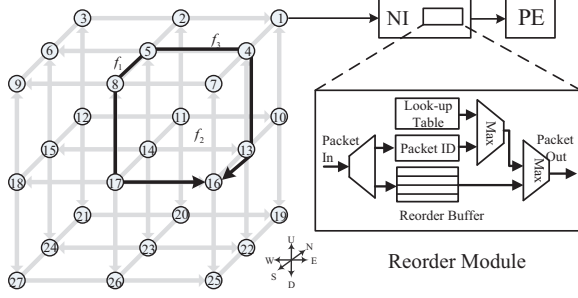 3 2 1 NI PE
6 5 f3 4
f1
9 8 7
12 11 10
15 14 f2 13
18 17 16
21 20 19
24 23 22
27 26 25
U
N
W E
S
D
Look-up
Table
Packet ID
Max
Packet
In
Packet
Out
Max
Reorder Buffer
Reorder Module